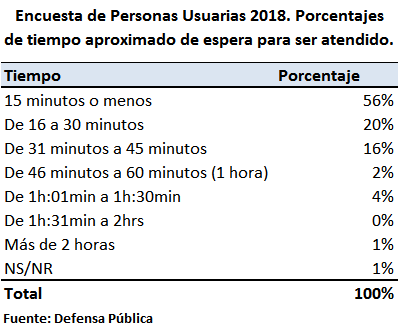 Encuesta de Personas Usuarias 2018. Porcentajes
de tiempo aproximado de espera para ser atendido.
Tiempo Porcentaje
15 minutos o menos 56%
De 16 a 30 minutos 20%
De 31 minutos a 45 minutos 16%
De 46 minutos a 60 minutos (1 hora) 2%
De 1h:01min a 1h:30min 4%
De 1h:31min a 2hrs 0%
Más de 2 horas 1%
NS/NR 1%
Total 100%
Fuente: Defensa Pública